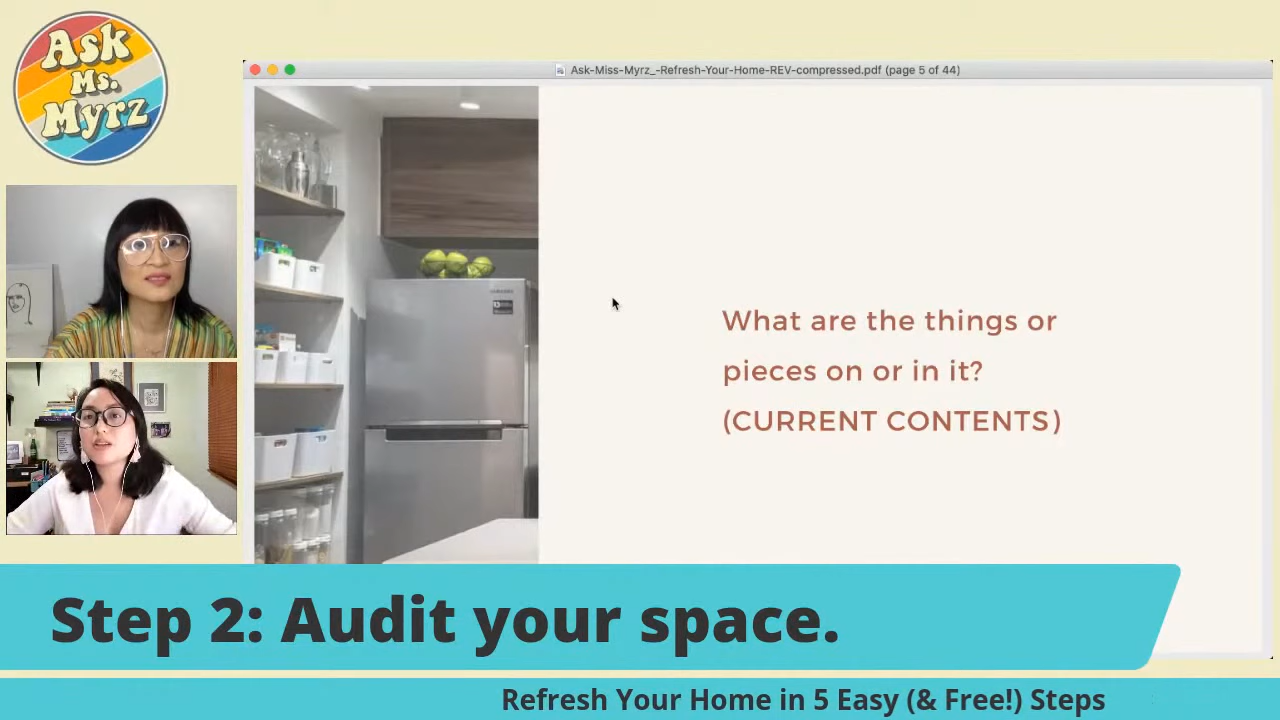 Ask
Ms.
Myrz
Ask-Miss-Myrz_-Refresh-Your-Home-REV-compressed.pdf (page 5 of 44)
SAMSUNG
What are the things or
pieces on or in it?
(CURRENT CONTENTS)
Step 2: Audit your space.
Refresh Your Home in 5 Easy (& Free!) Steps